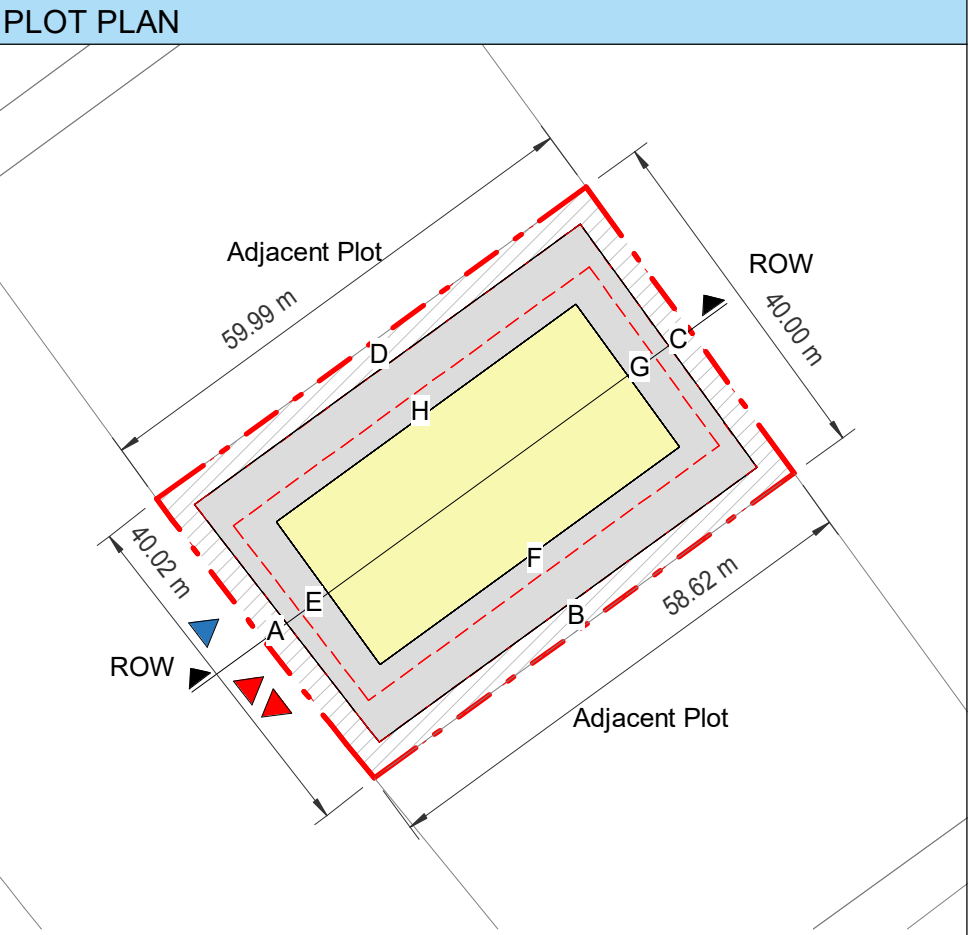 PLOT PLAN
Adjacent Plot
59.99 m
ROW
40.00 m
D
C
G
H
40.02 m
F
E
A
B
58.62 m
ROW
Adjacent Plot